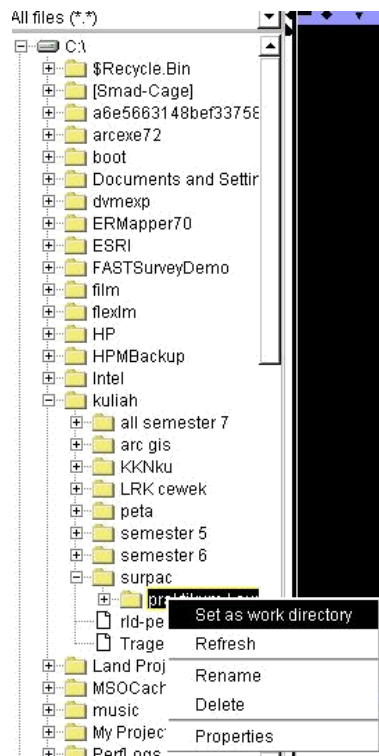 All files (*.*)
C:\
$Recycle.Bin
[Smad-Cage]
a6e5663148bef33758
arcexe72
boot
Documents and Settir
dvmexp
ERMapper70
ESRI
FASTSurveyDemo
film
flexlm
HP
HPMBackup
Intel
kuliah
all semester 7
arc gis
KKNku
LRK cewek
peta
semester 5
semester 6
surpac
Set as work directory
rld-pe
Refresh
Trage
Land Proj
Rename
MSOCach
music
Delete
My Projec
Properties
PerfLogs